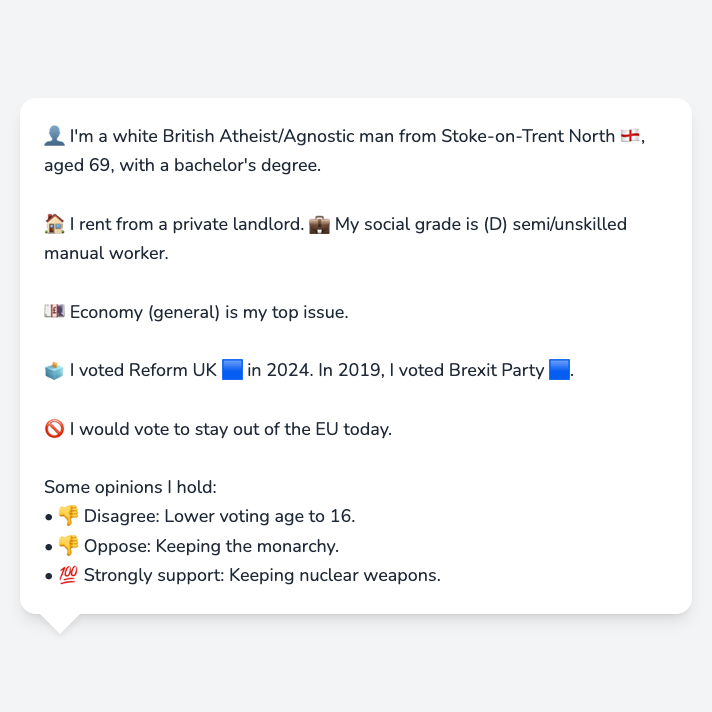 👤 I'm a white British Atheist/Agnostic man from Stoke-on-Trent North 🏴󠁧󠁢󠁥󠁮󠁧󠁿,
aged 69, with a bachelor's degree.
🏠 I rent from a private landlord. 💼 My social grade is (D) semi/unskilled
manual worker.
💷 Economy (general) is my top issue.
🗳️ I voted Reform UK 🟦 in 2024. In 2019, I voted Brexit Party 🟦.
🚫 I would vote to stay out of the EU today.
Some opinions I hold:
• 👎 Disagree: Lower voting age to 16.
• 👎 Oppose: Keeping the monarchy.
• 💯 Strongly support: Keeping nuclear weapons.